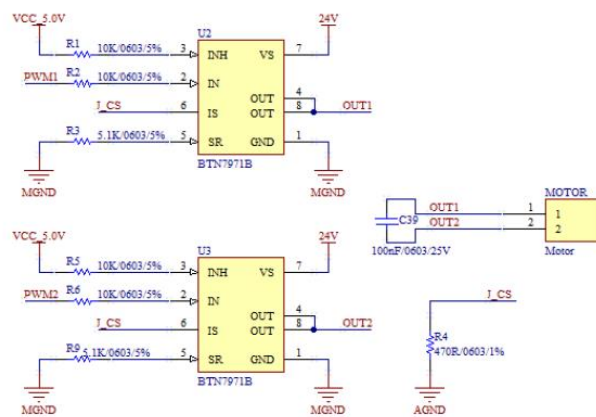 VCC_5.0V
U2
24V
R1 10K/0603/5% 3 INH VS 7
PWM1 R2 10K/0603/5% 2 IN
OUT 4
J_CS 6 IS OUT 8 OUT1
R3 5.1K/0603/5% 5 SR GND 1
BTN7971B
MGND
MGND
MOTOR
OUT1 1 1
C39 OUT2 2 2
100nF/0603/25V
Motor
VCC_5.0V
U3
24V
R5 10K/0603/5% 3 INH VS 7
PWM2 R6 10K/0603/5% 2 IN
OUT 4
J_CS 6 IS OUT 8 OUT2
R9 5.1K/0603/5% 5 SR GND 1
BTN7971B
MGND
MGND
J_CS
R4
470R/0603/1%
AGND